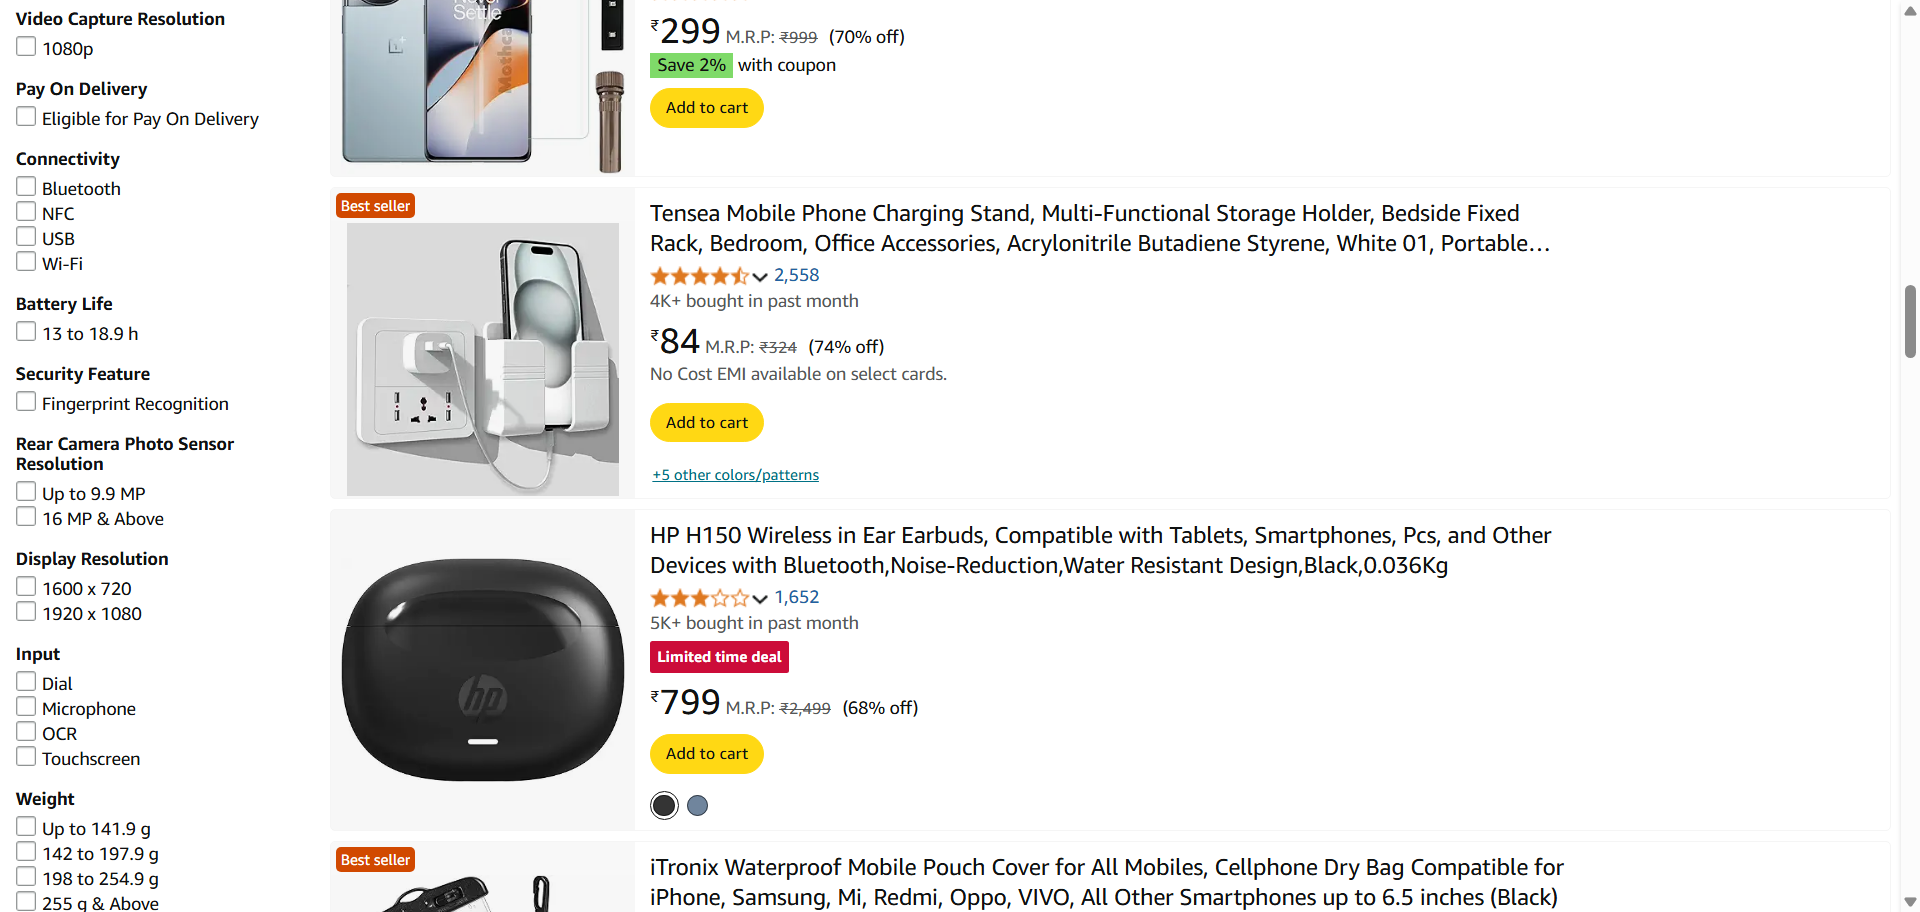 Video Capture Resolution
1080p
Pay On Delivery
Eligible for Pay On Delivery
Connectivity
Bluetooth
NFC
USB
Wi-Fi
Battery Life
13 to 18.9 h
Security Feature
Fingerprint Recognition
Rear Camera Photo Sensor
Resolution
Up to 9.9 MP
16 MP & Above
Display Resolution
1600 x 720
1920 x 1080
Input
Dial
Microphone
OCR
Touchscreen
Weight
Up to 141.9 g
142 to 197.9 g
198 to 254.9 g
255 g & Above
Settle
₹299 M.R.P: ₹999 (70% off)
Save 2% with coupon
Add to cart
Best seller
Tensea Mobile Phone Charging Stand, Multi-Functional Storage Holder, Bedside Fixed
Rack, Bedroom, Office Accessories, Acrylonitrile Butadiene Styrene, White 01, Portable…
2,558
4K+ bought in past month
₹84 M.R.P: ₹324 (74% off)
No Cost EMI available on select cards.
Add to cart
+5 other colors/patterns
hp
HP H150 Wireless in Ear Earbuds, Compatible with Tablets, Smartphones, Pcs, and Other
Devices with Bluetooth,Noise-Reduction,Water Resistant Design,Black,0.036Kg
1,652
5K+ bought in past month
Limited time deal
₹799 M.R.P: ₹2,499 (68% off)
Add to cart
Best seller
iTronix Waterproof Mobile Pouch Cover for All Mobiles, Cellphone Dry Bag Compatible for
iPhone, Samsung, Mi, Redmi, Oppo, VIVO, All Other Smartphones up to 6.5 inches (Black)